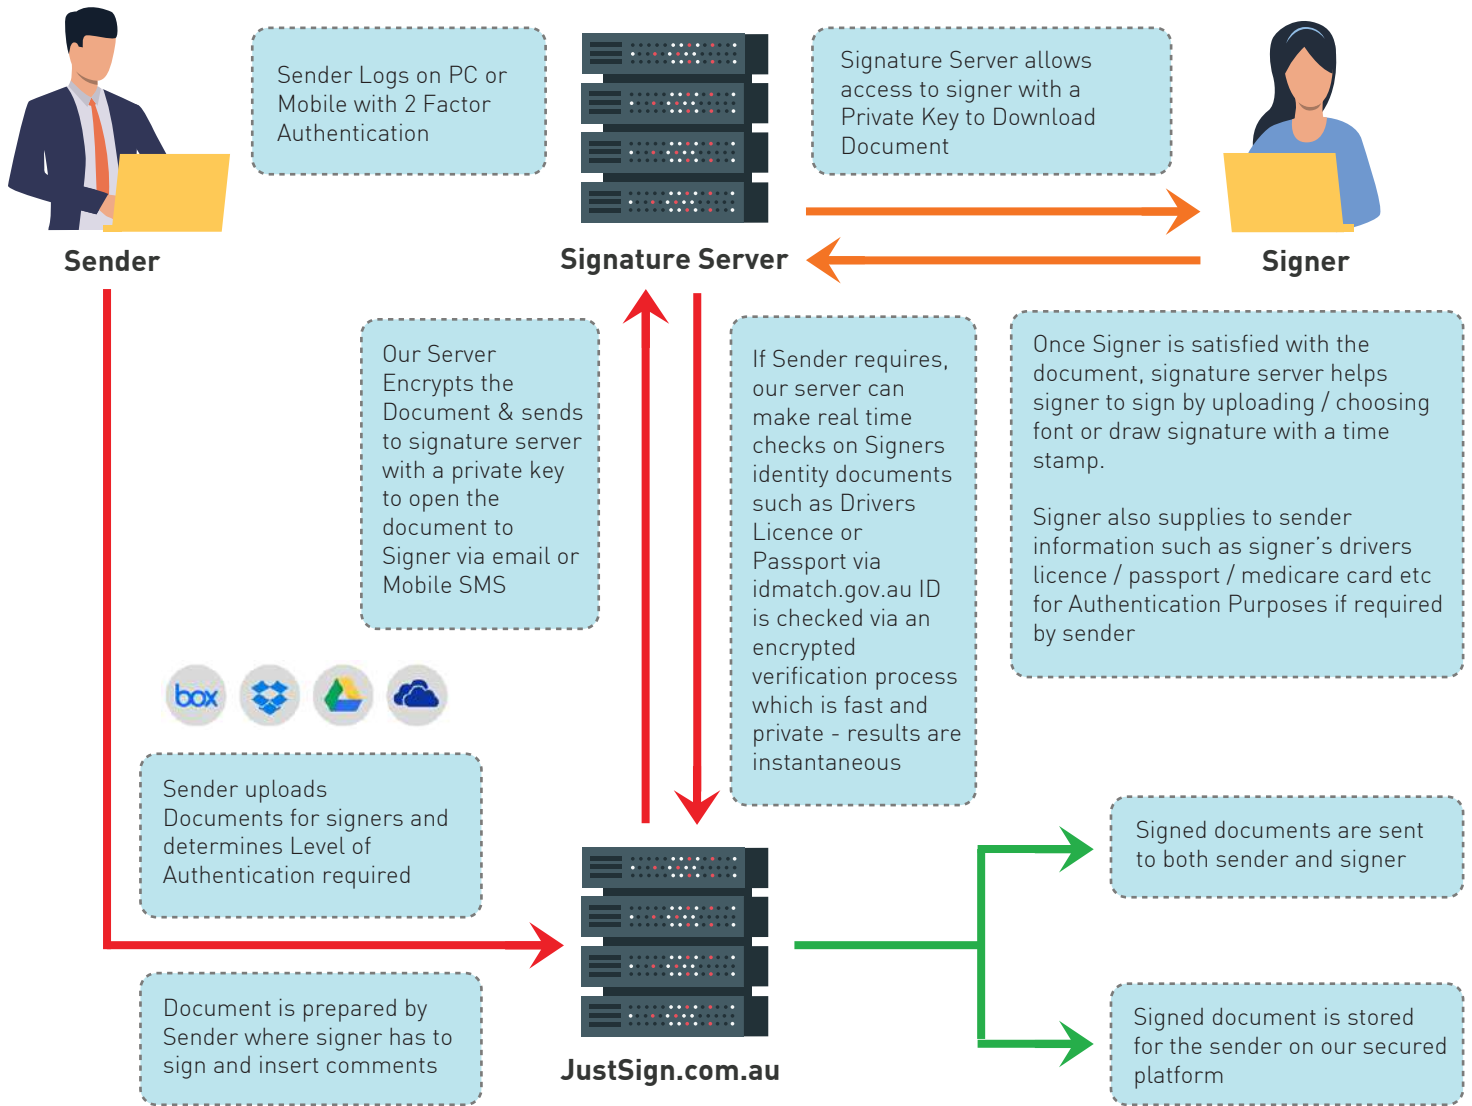 Sender Logs on PC or
Mobile with 2 Factor
Authentication
Signature Server allows
access to signer with a
Private Key to Download
Document
Sender
Signature Server
Signer
Our Server
Encrypts the
Document & sends
to signature server
with a private key
to open the
document to
Signer via email or
Mobile SMS
If Sender requires,
our server can
make real time
checks on Signers
identity documents
such as Drivers
Licence or
Passport via
idmatch.gov.au ID
is checked via an
encrypted
verification process
which is fast and
private - results are
instantaneous
Once Signer is satisfied with the
document, signature server helps
signer to sign by uploading / choosing
font or draw signature with a time
stamp.
Signer also supplies to sender
information such as signer’s drivers
licence / passport / medicare card etc
for Authentication Purposes if required
by sender
box
Sender uploads
Documents for signers and
determines Level of
Authentication required
Document is prepared by
Sender where signer has to
sign and insert comments
JustSign.com.au
Signed documents are sent
to both sender and signer
Signed document is stored
for the sender on our secured
platform